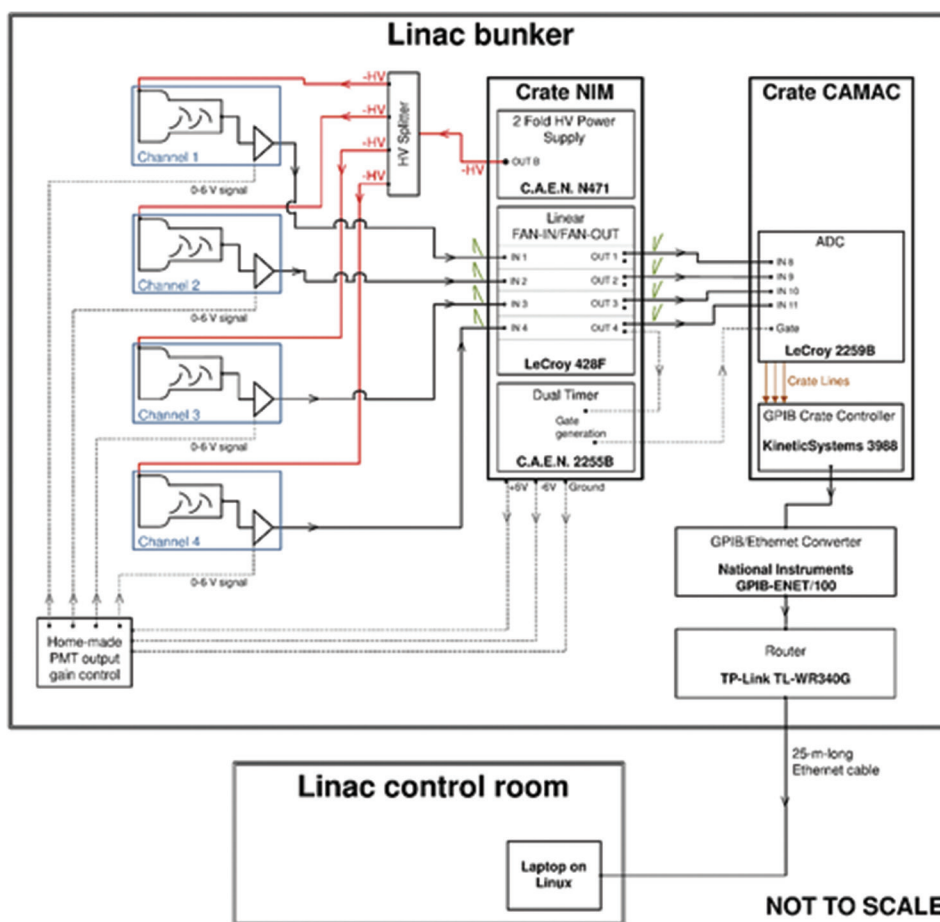 Linac bunker
-HV
-HV
-HV
-HV
HV Splitter
-HV
Channel 1
0-6 V signal
Channel 2
0-6 V signal
Channel 3
0-6 V signal
Channel 4
0-6 V signal
Home-made
PMT output
gain control
Crate NIM
2 Fold HV Power
Supply
OUT B
C.A.E.N. N471
Linear
FAN-IN/FAN-OUT
IN 1
OUT 1
IN 2
OUT 2
IN 3
OUT 3
IN 4
OUT 4
LeCroy 428F
Dual Timer
Gate
generation
C.A.E.N. 2255B
+6V
-6V
Ground
Crate CAMAC
ADC
IN 8
IN 9
IN 10
IN 11
Gate
LeCroy 2259B
Crate Lines
GPIB Crate Controller
KineticSystems 3988
GPIB/Ethernet Converter
National Instruments
GPIB-ENET/100
Router
TP-Link TL-WR340G
25-m-long
Ethernet cable
Linac control room
Laptop on
Linux
NOT TO SCALE